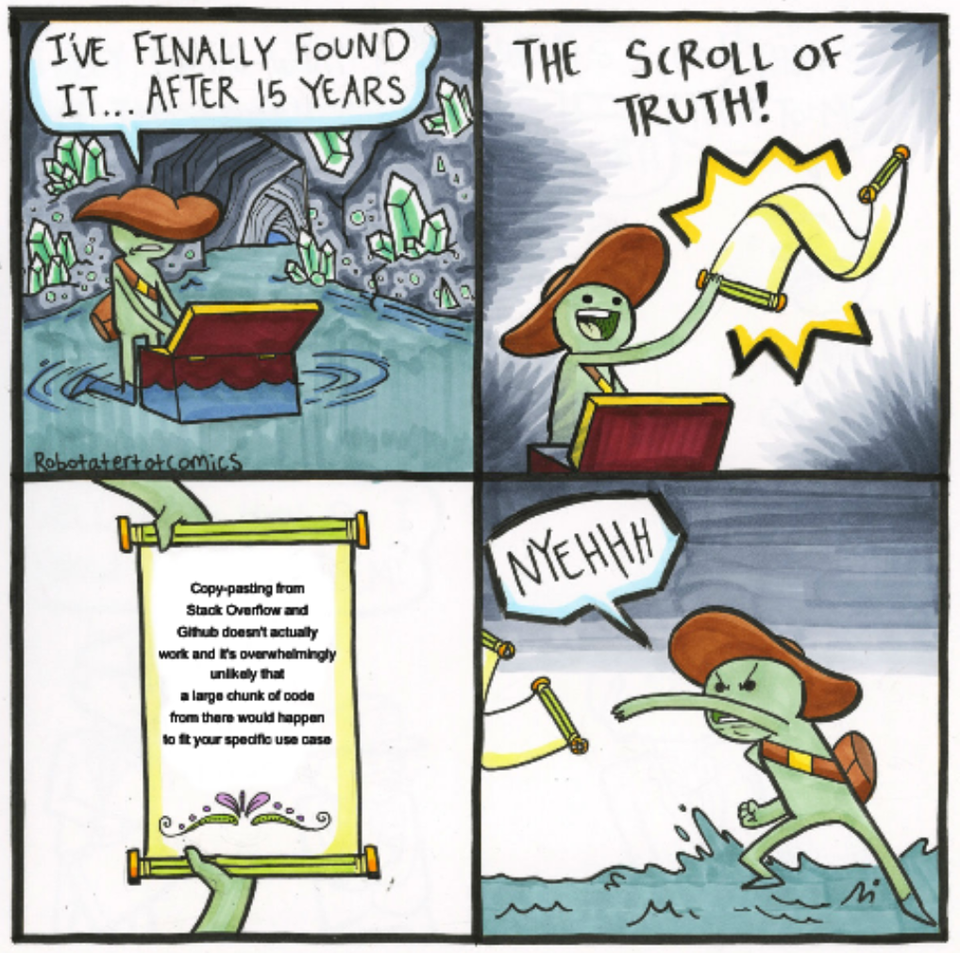 I'VE FINALLY FOUND
IT... AFTER 15 YEARS
THE SCROLL OF
TRUTH!
Robotatertotcomics
Copy-pasting from
Stack Overflow and
Github doesn't actually
work and it's overwhelmingly
unlikely that
a large chunk of code
from there would happen
to fit your specific use case
NYEHHH